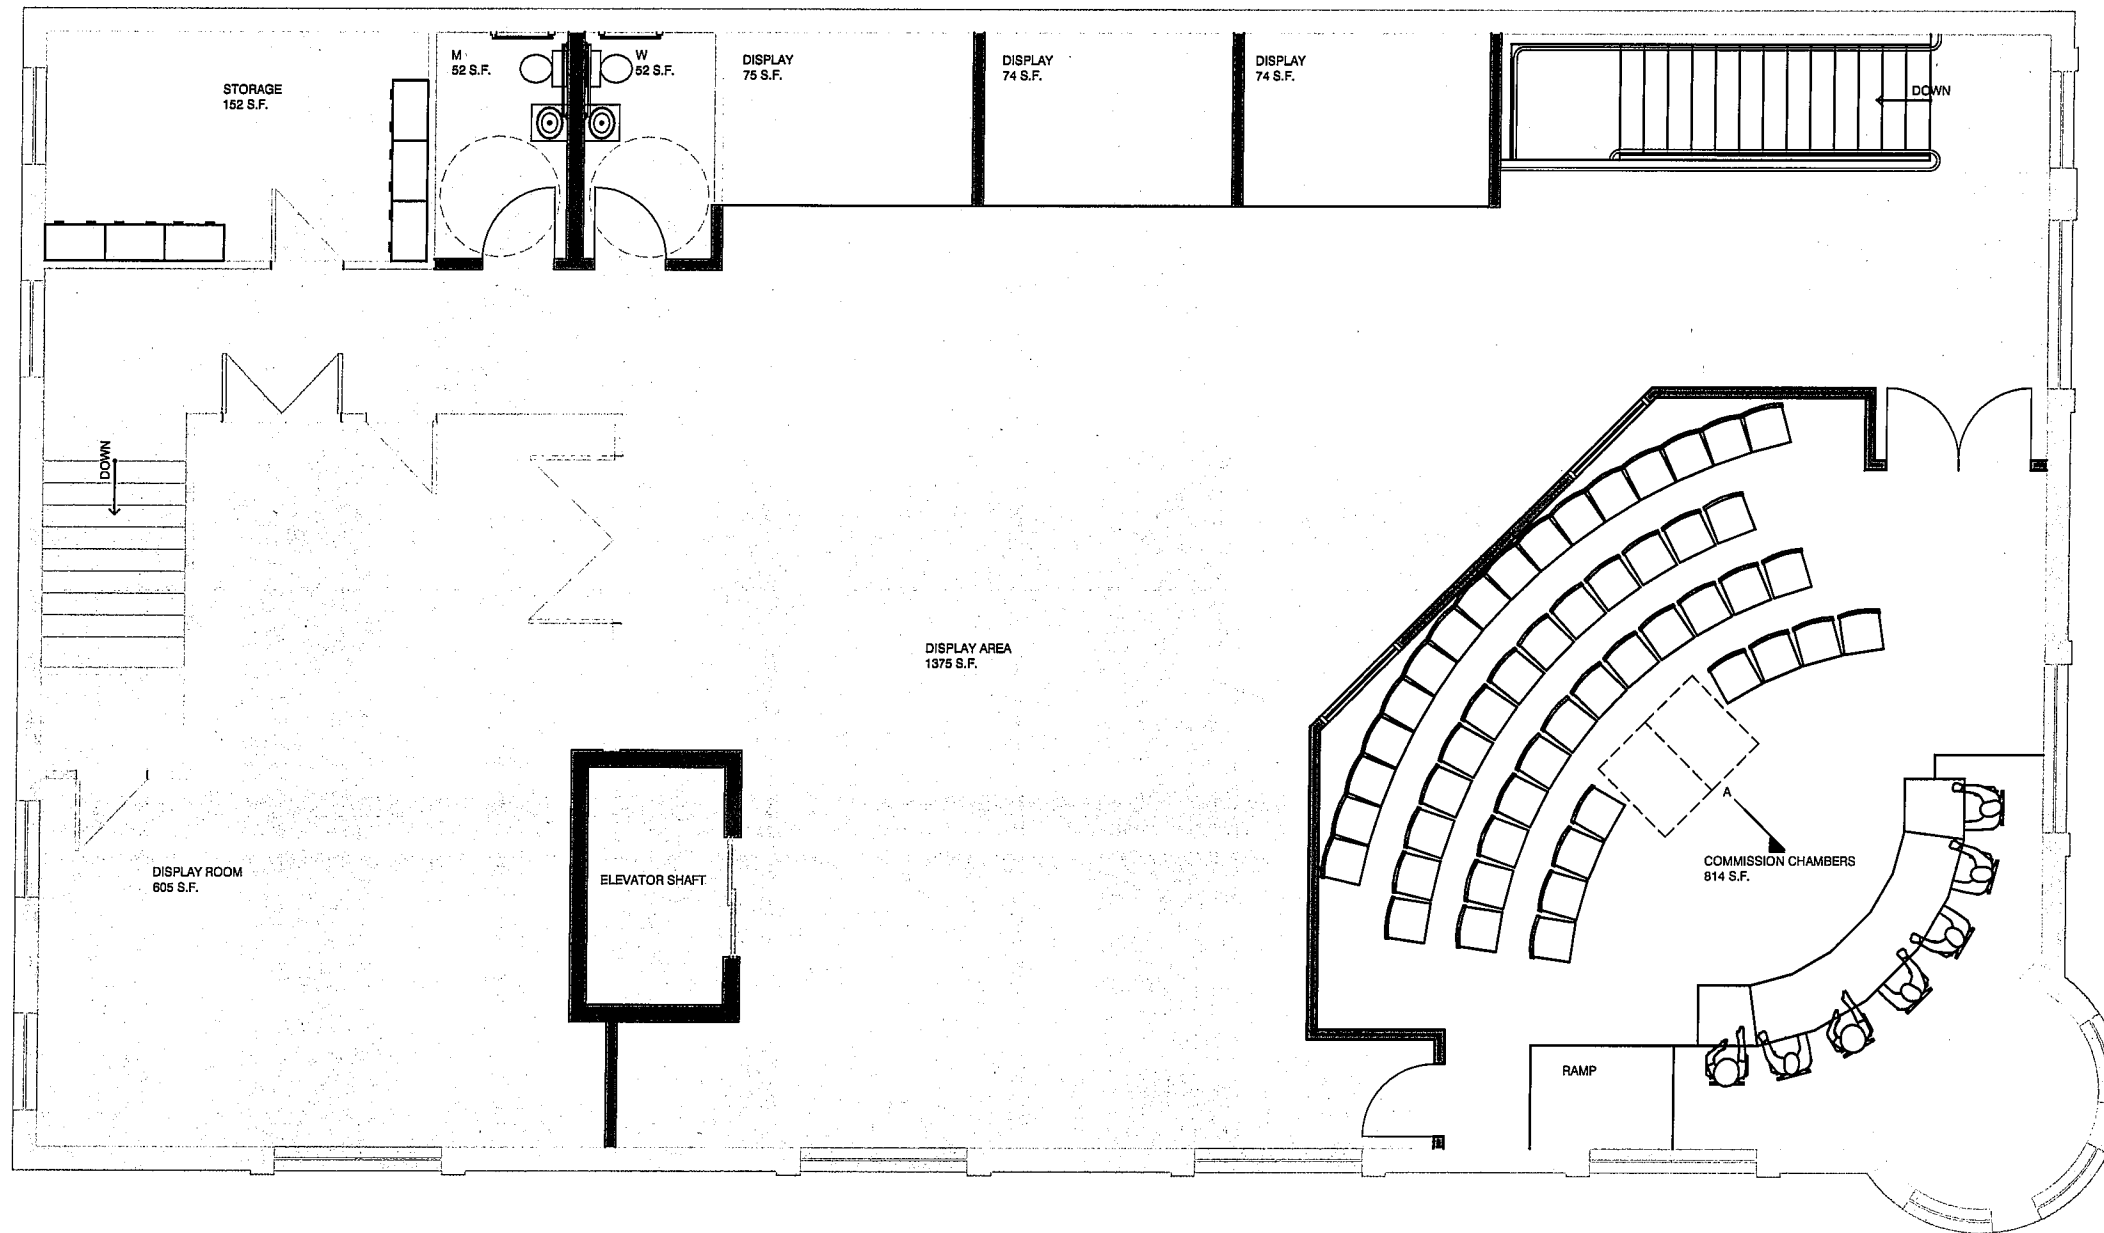 STORAGE
152 S.F.
M
52 S.F.
W
52 S.F.
DISPLAY
75 S.F.
DISPLAY
74 S.F.
DISPLAY
74 S.F.
DOWN
DOWN
DISPLAY AREA
1375 S.F.
A
COMMISSION CHAMBERS
814 S.F.
DISPLAY ROOM
605 S.F.
ELEVATOR SHAFT
RAMP